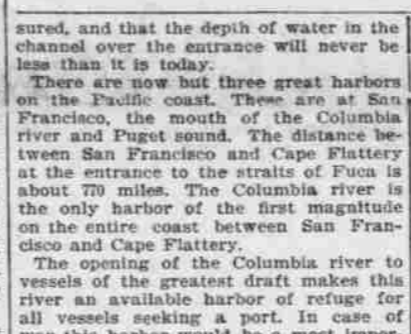 sured, and that the depth of water in the
channel over the entrance will never be
less than it is today.
There are now but three great harbors
on the Pacific coast. These are at San
Francisco, the mouth of the Columbia
river and Puget sound. The distance be-
tween San Francisco and Cape Flattery
at the entrance to the straits of Fuca is
about 770 miles. The Columbia river is
the only harbor of the first magnitude
on the entire coast between San Fran-
cisco and Cape Flattery.
The opening of the Columbia river to
vessels of the greatest draft makes this
river an available harbor of refuge for
all vessels seeking a port. In case of
war this harbor would be a most